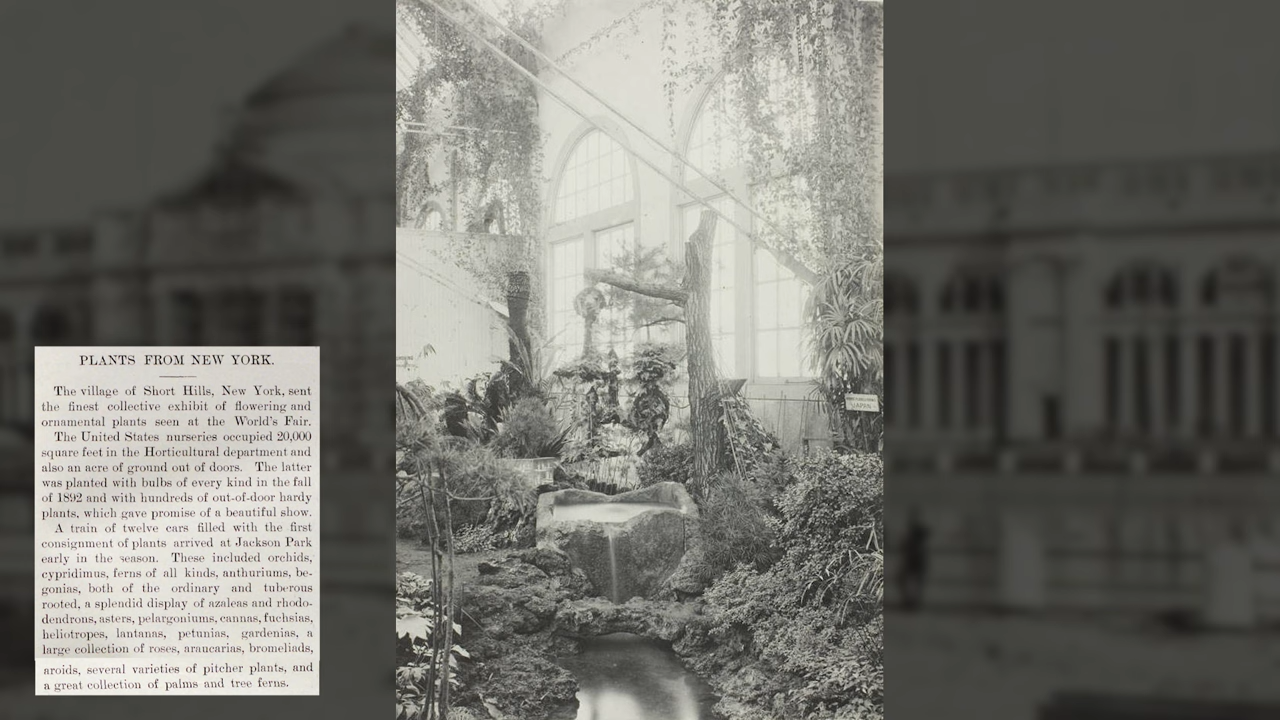 PLANTS FROM NEW YORK.
The village of Short Hills, New York, sent
the finest collective exhibit of flowering and
ornamental plants seen at the World's Fair.
The United States nurseries occupied 20,000
square feet in the Horticultural department and
also an acre of ground out of doors. The latter
was planted with bulbs of every kind in the fall
of 1892 and with hundreds of out-of-door hardy
plants, which gave promise of a beautiful show.
A train of twelve cars filled with the first
consignment of plants arrived at Jackson Park
early in the season. These included orchids,
cypridimus, ferns of all kinds, anthuriums, be-
gonias, both of the ordinary and tuberous
rooted, a splendid display of azaleas and rhodo-
dendrons, asters, pelargoniums, cannas, fuchsias,
heliotropes, lantanas, petunias, gardenias, a
large collection of roses, araucarias, bromeliads,
aroids, several varieties of pitcher plants, and
a great collection of palms and tree ferns.
JAPAN